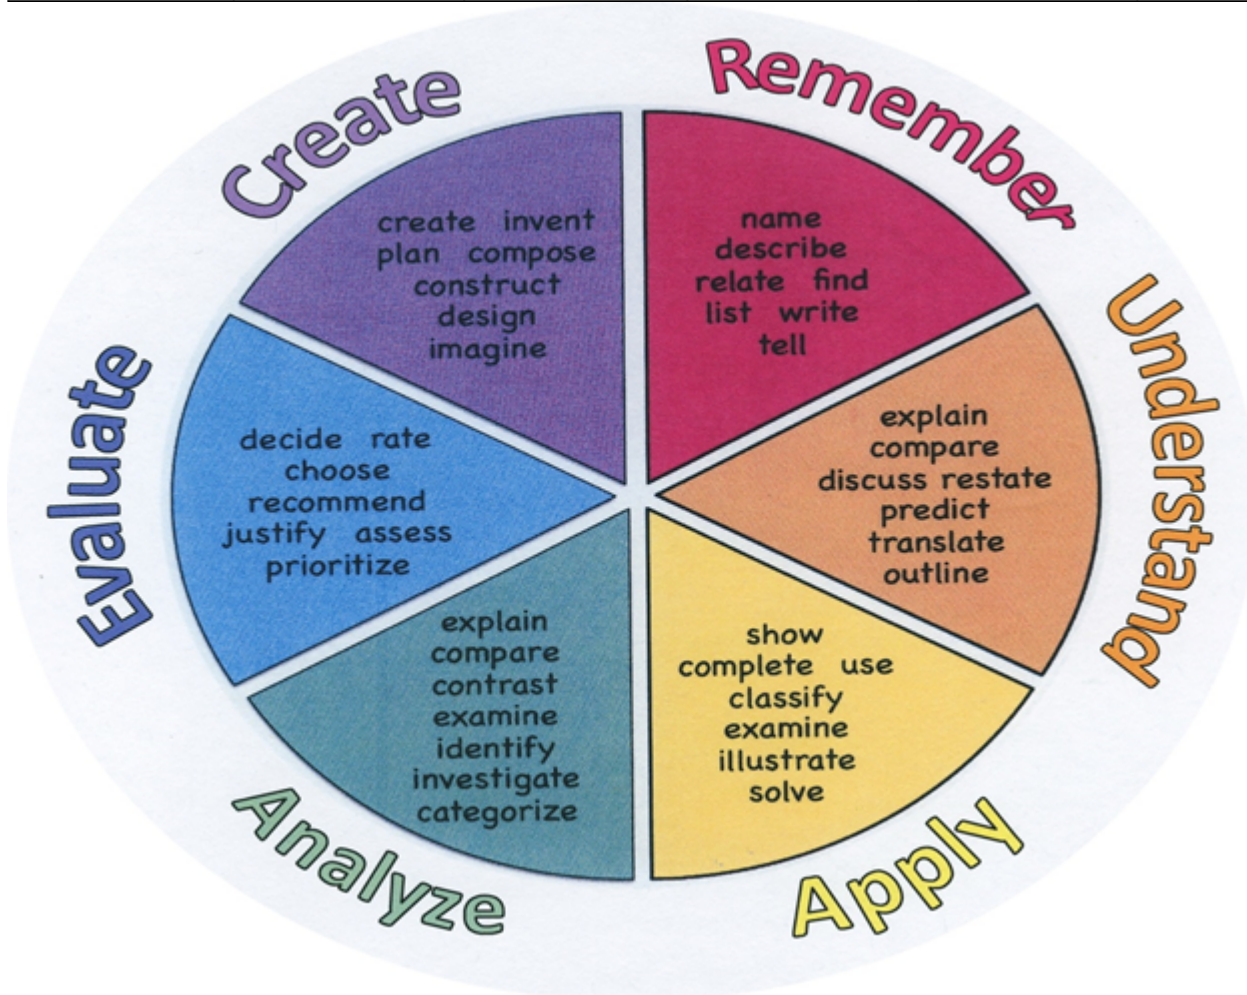 Remember
name
describe
relate find
list write
tell
Understand
explain
compare
discuss restate
predict
translate
outline
Apply
show
complete use
classify
examine
illustrate
solve
Analyze
explain
compare
contrast
examine
identify
investigate
categorize
Evaluate
decide rate
choose
recommend
justify assess
prioritize
Create
create invent
plan compose
construct
design
imagine